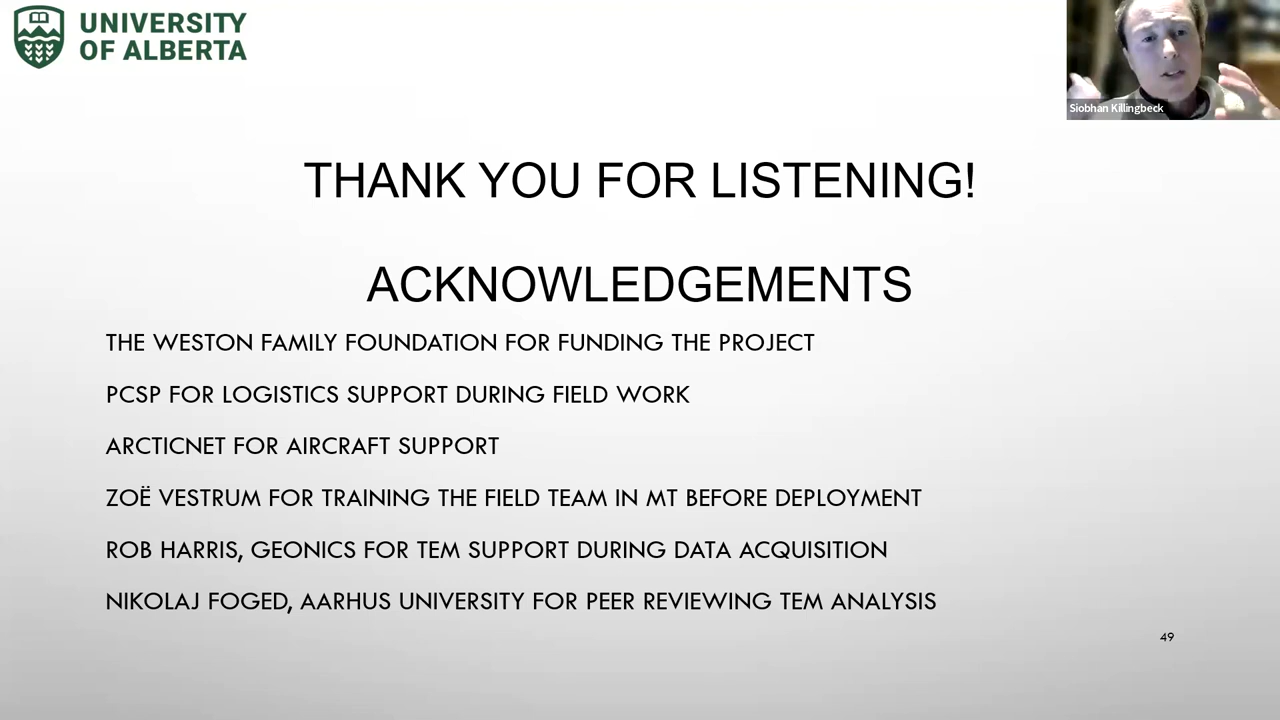 UNIVERSITY
OF ALBERTA
Siobhan Killingbeck
THANK YOU FOR LISTENING!
ACKNOWLEDGEMENTS
THE WESTON FAMILY FOUNDATION FOR FUNDING THE PROJECT
PCSP FOR LOGISTICS SUPPORT DURING FIELD WORK
ARCTICNET FOR AIRCRAFT SUPPORT
ZOË VESTRUM FOR TRAINING THE FIELD TEAM IN MT BEFORE DEPLOYMENT
ROB HARRIS, GEONICS FOR TEM SUPPORT DURING DATA ACQUISITION
NIKOLAJ FOGED, AARHUS UNIVERSITY FOR PEER REVIEWING TEM ANALYSIS
49